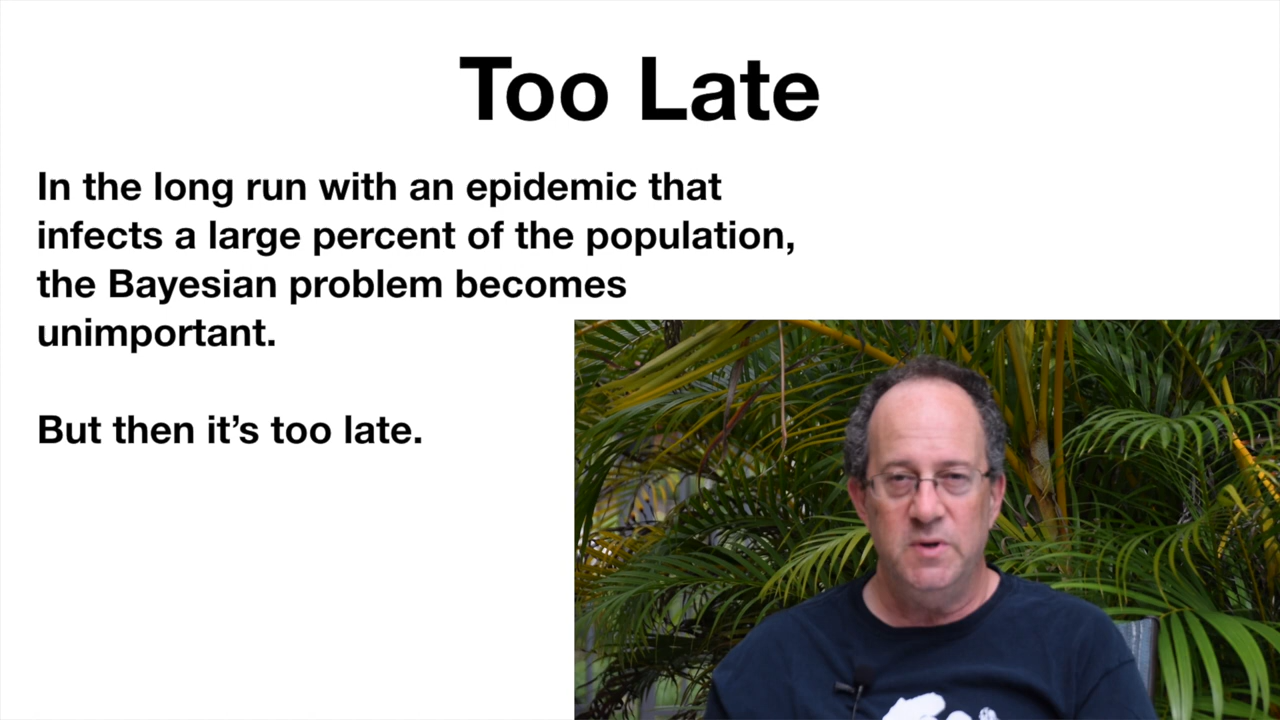 Too Late
In the long run with an epidemic that
infects a large percent of the population,
the Bayesian problem becomes
unimportant.
But then it’s too late.